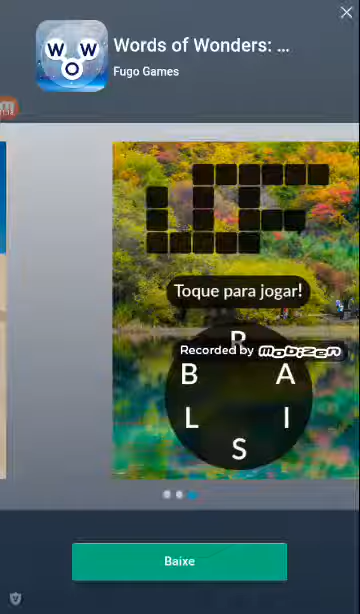 W W
O
Words of Wonders: ...
Fugo Games
Toque para jogar!
R
Recorded by Mobizen
B A
L I
S
Baixe